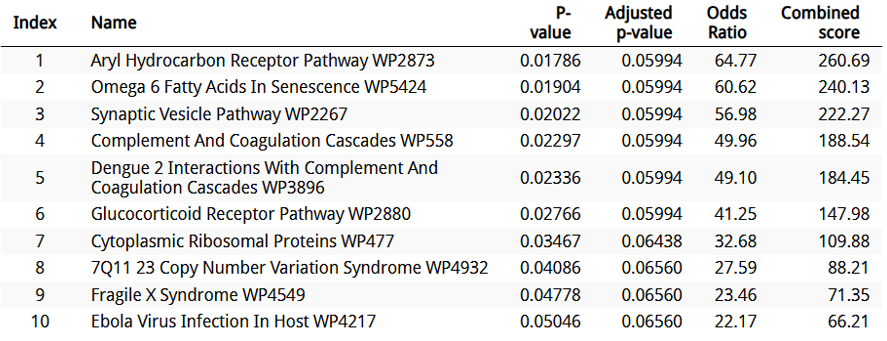 Index Name P-value Adjusted p-value Odds Ratio Combined score
1 Aryl Hydrocarbon Receptor Pathway WP2873 0.01786 0.05994 64.77 260.69
2 Omega 6 Fatty Acids In Senescence WP5424 0.01904 0.05994 60.62 240.13
3 Synaptic Vesicle Pathway WP2267 0.02022 0.05994 56.98 222.27
4 Complement And Coagulation Cascades WP558 0.02297 0.05994 49.96 188.54
5 Dengue 2 Interactions With Complement And
Coagulation Cascades WP3896 0.02336 0.05994 49.10 184.45
6 Glucocorticoid Receptor Pathway WP2880 0.02766 0.05994 41.25 147.98
7 Cytoplasmic Ribosomal Proteins WP477 0.03467 0.06438 32.68 109.88
8 7Q11 23 Copy Number Variation Syndrome WP4932 0.04086 0.06560 27.59 88.21
9 Fragile X Syndrome WP4549 0.04778 0.06560 23.46 71.35
10 Ebola Virus Infection In Host WP4217 0.05046 0.06560 22.17 66.21